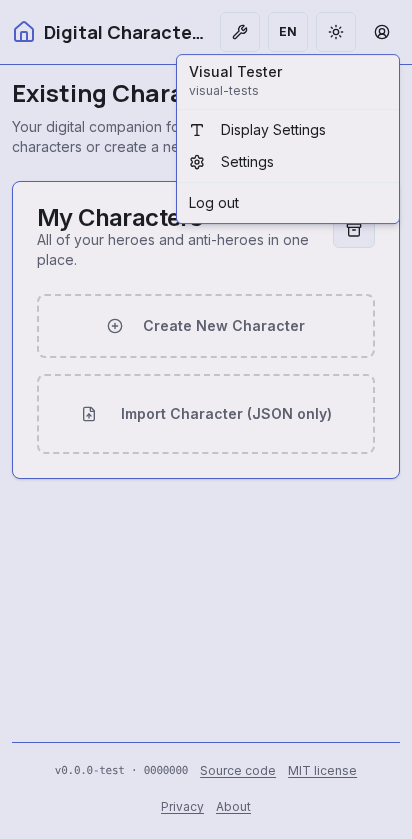 Digital Characte…
EN
Visual Tester
visual-tests
Display Settings
Settings
Log out
Existing Chara
Your digital companion fo
characters or create a ne
My Characters
All of your heroes and anti-heroes in one
place.
Create New Character
Import Character (JSON only)
v0.0.0-test · 0000000 Source code MIT license
Privacy About